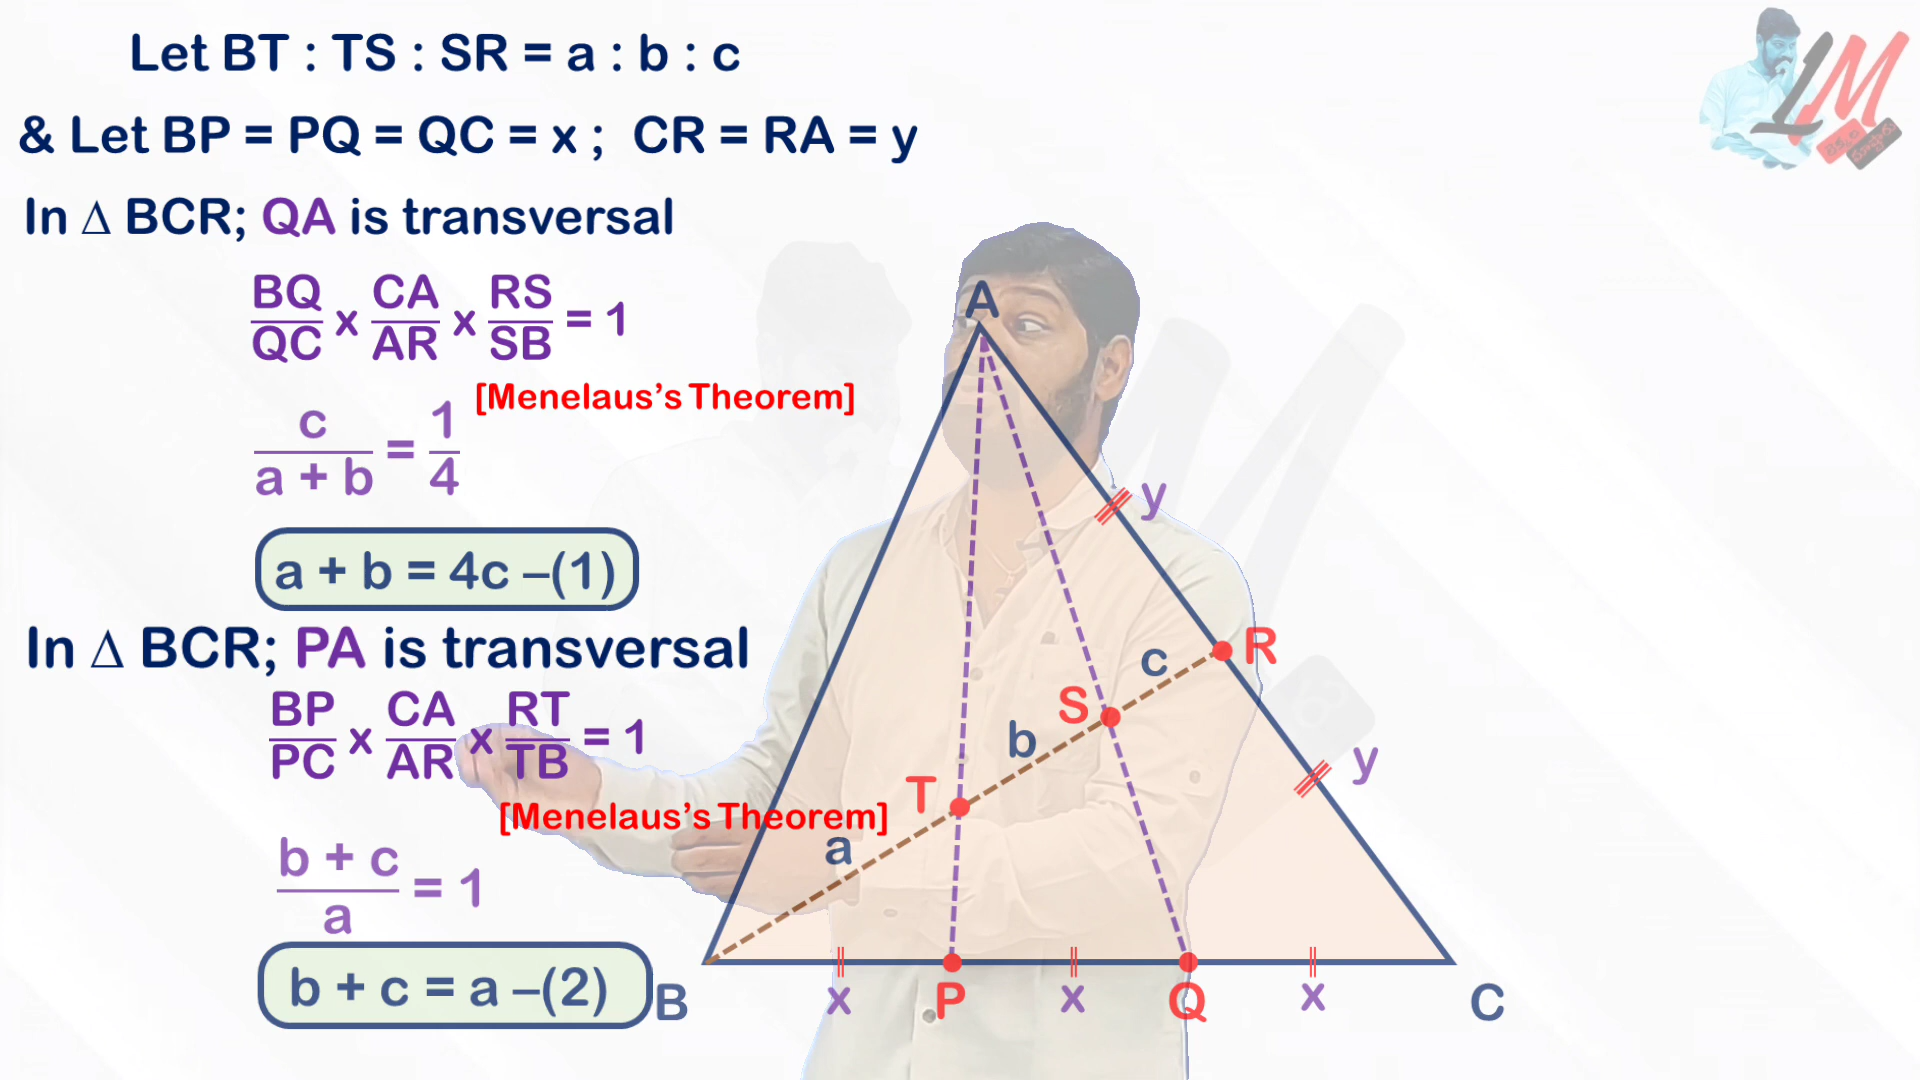 Let BT : TS : SR = a : b : c
& Let BP = PQ = QC = x ; CR = RA = y
In ∆ BCR; QA is transversal
BQ/QC x CA/AR x RS/SB = 1
[Menelaus's Theorem]
c/(a + b) = 1/4
a + b = 4c –(1)
In ∆ BCR; PA is transversal
BP/PC x CA/AR x RT/TB = 1
[Menelaus's Theorem]
(b + c)/a = 1
b + c = a –(2)
LM
A
y
R
c
S
b
y
T
a
B
x
P
x
Q
x
C